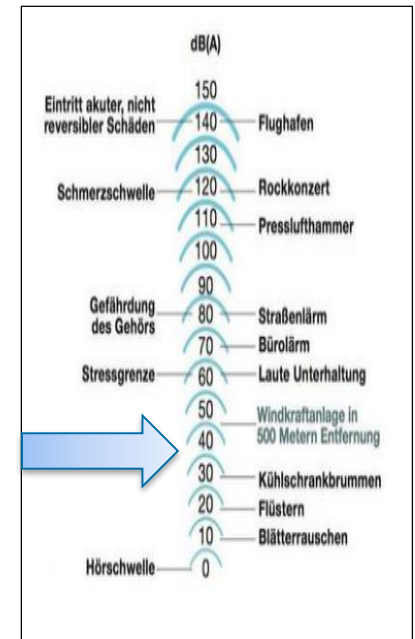 dB(A)
150
Eintritt akuter, nicht
reversibler Schäden
140
Flughafen
130
Schmerzschwelle
120
Rockkonzert
110
Presslufthammer
100
90
Gefährdung
des Gehörs
80
Straßenlärm
70
Bürolärm
Stressgrenze
60
Laute Unterhaltung
50
Windkraftanlage in
500 Metern Entfernung
40
30
Kühlschrankbrummen
20
Flüstern
10
Blätterrauschen
Hörschwelle
0